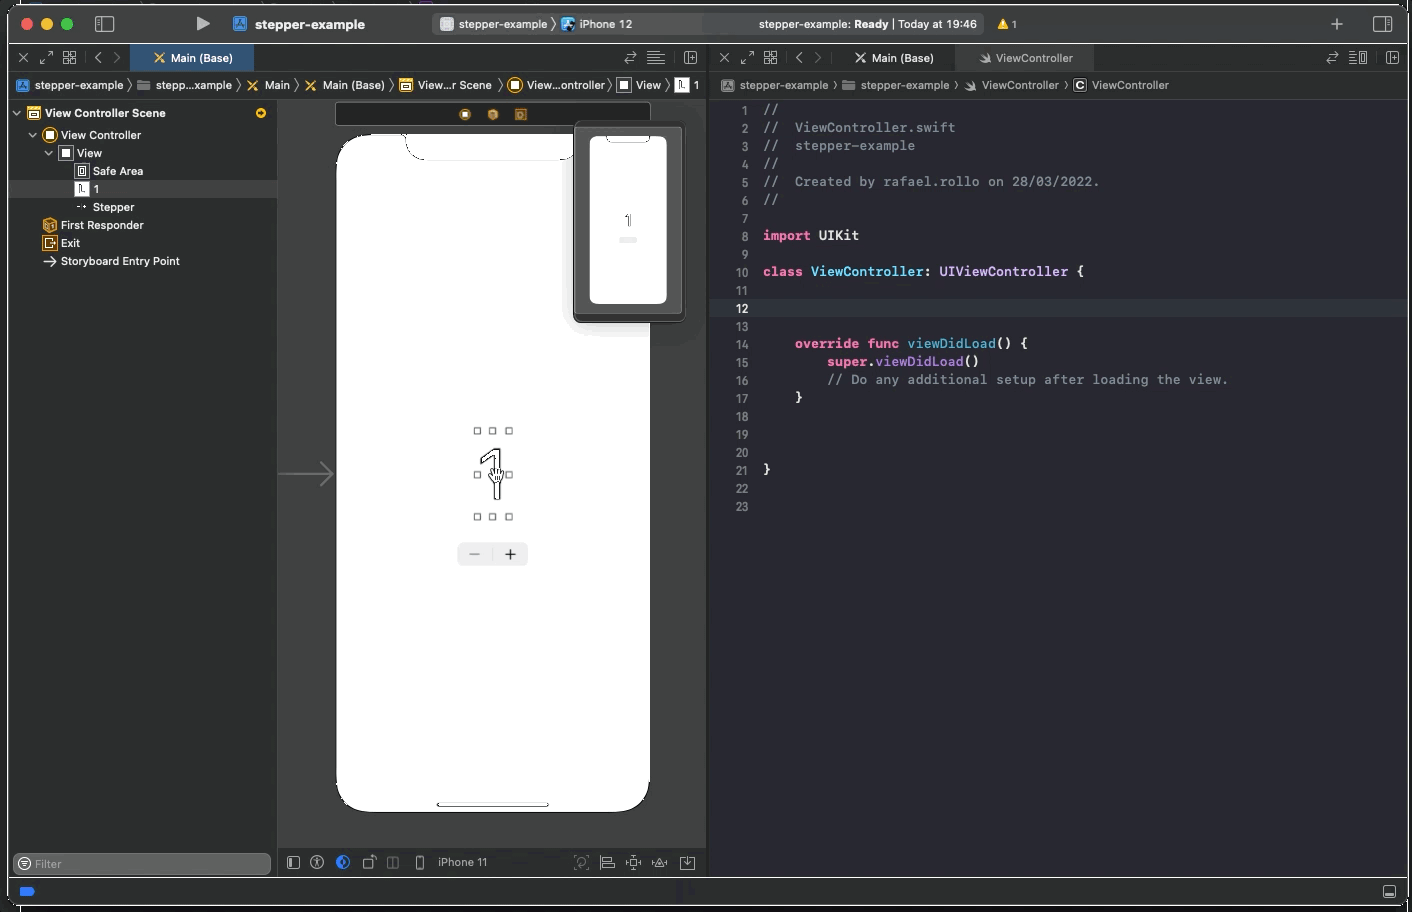 stepper-example
stepper-example 〉 iPhone 12
stepper-example: Ready | Today at 19:46
1
Main (Base)
Main (Base)
ViewController
stepper-example 〉 stepp...xample 〉 Main 〉 Main (Base) 〉 View...r Scene 〉 View...ontroller 〉 View 〉 1
stepper-example 〉 stepper-example 〉 ViewController 〉 C ViewController
View Controller Scene
View Controller
View
Safe Area
1
Stepper
First Responder
Exit
Storyboard Entry Point
Filter
1
1
− +
iPhone 11
1 //
2 //  ViewController.swift
3 //  stepper-example
4 //
5 //  Created by rafael.rollo on 28/03/2022.
6 //
7
8 import UIKit
9
10 class ViewController: UIViewController {
11
12
13
14     override func viewDidLoad() {
15         super.viewDidLoad()
16         // Do any additional setup after loading the view.
17     }
18
19
20
21 }
22
23